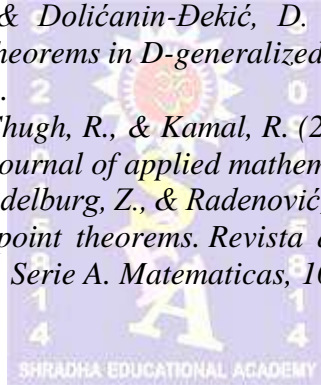 & Dolićanin-Đekić, D.
theorems in D-generalized
.
Chugh, R., & Kamal, R. (2
ournal of applied mathem
delburg, Z., & Radenović,
point theorems. Revista
Serie A. Matematicas, 10
SHRADHA EDUCATIONAL ACADEMY